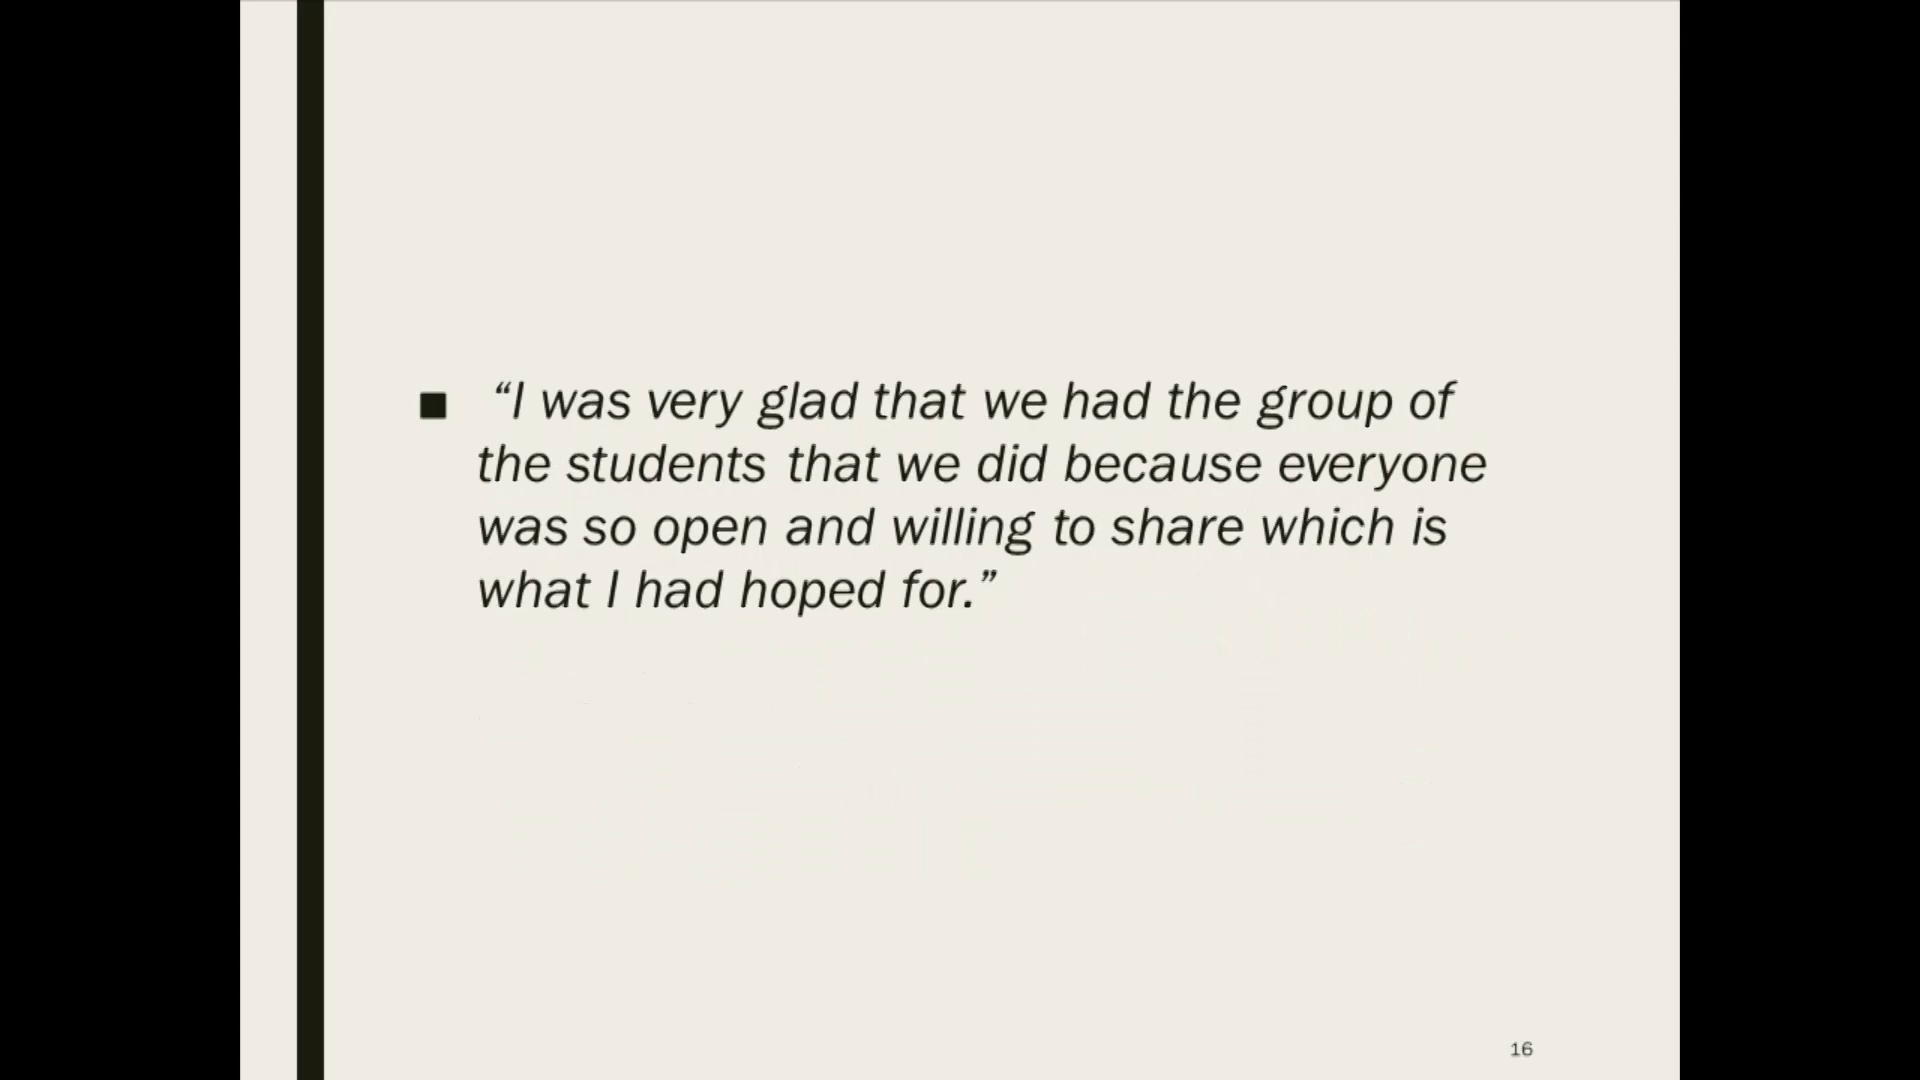 ■ “I was very glad that we had the group of
the students that we did because everyone
was so open and willing to share which is
what I had hoped for.”
16